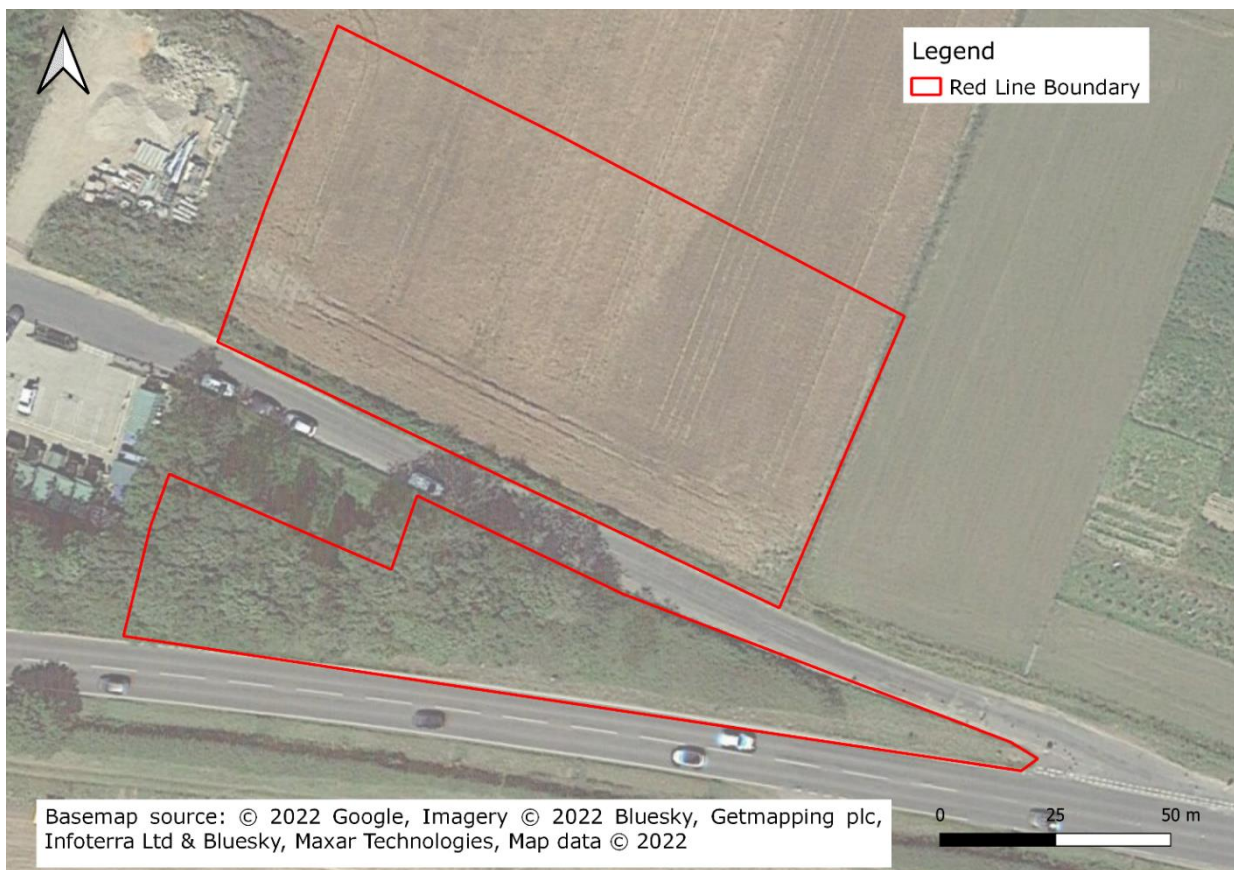 Legend
Red Line Boundary
Basemap source: © 2022 Google, Imagery © 2022 Bluesky, Getmapping plc,
Infoterra Ltd & Bluesky, Maxar Technologies, Map data © 2022
0 25 50 m